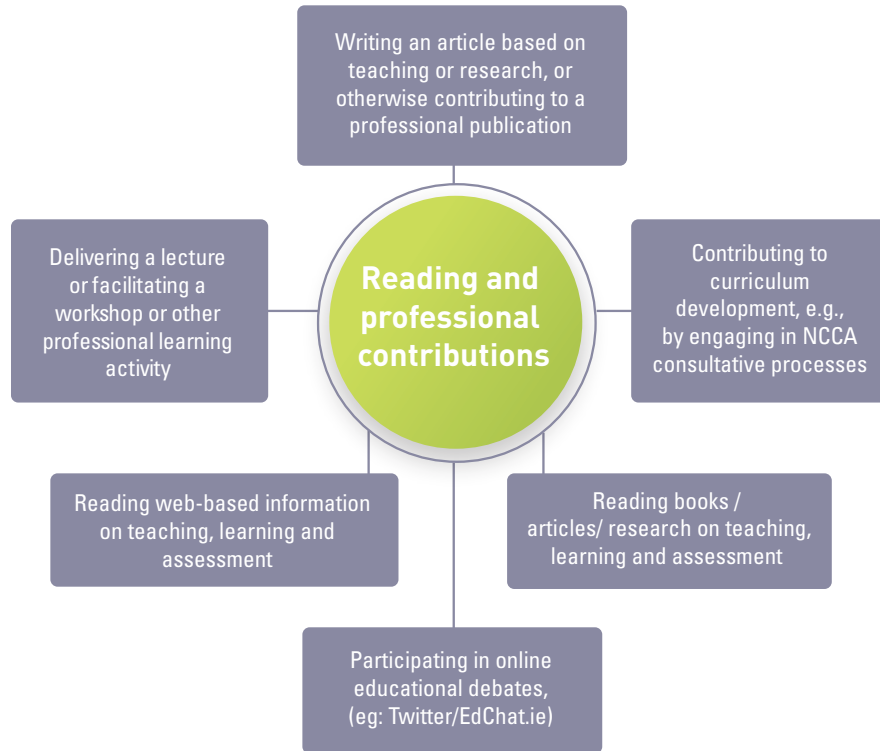 Writing an article based on
teaching or research, or
otherwise contributing to a
professional publication
Delivering a lecture
or facilitating a
workshop or other
professional learning
activity
Reading and
professional
contributions
Contributing to
curriculum
development, e.g.,
by engaging in NCCA
consultative processes
Reading web-based information
on teaching, learning and
assessment
Reading books /
articles/ research on teaching,
learning and assessment
Participating in online
educational debates,
(eg: Twitter/EdChat.ie)